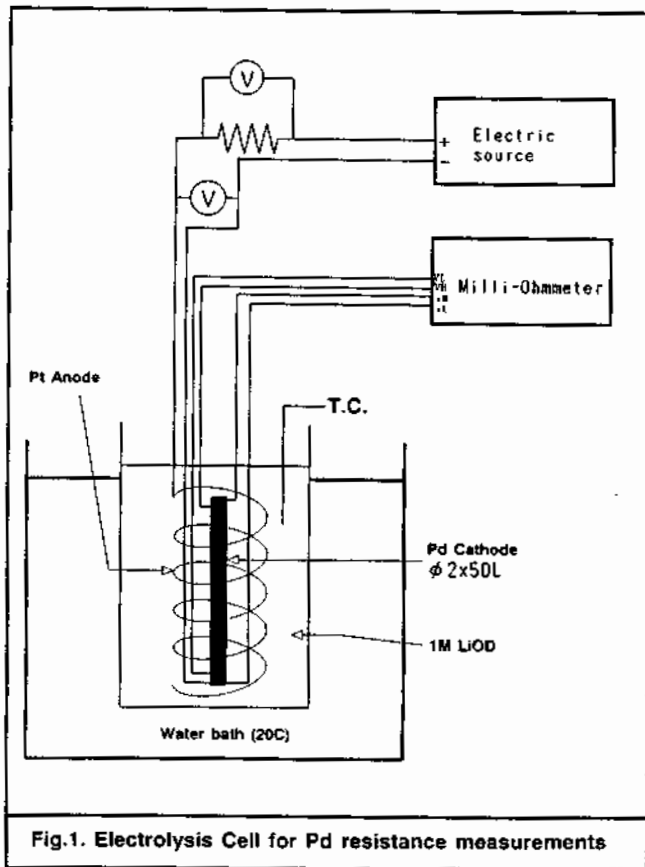 V
Electric
source
+
−
V
Milli-Ohmmeter
Pt Anode
T.C.
Pd Cathode
φ 2x50L
1M LiOD
Water bath (20C)
Fig.1. Electrolysis Cell for Pd resistance measurements